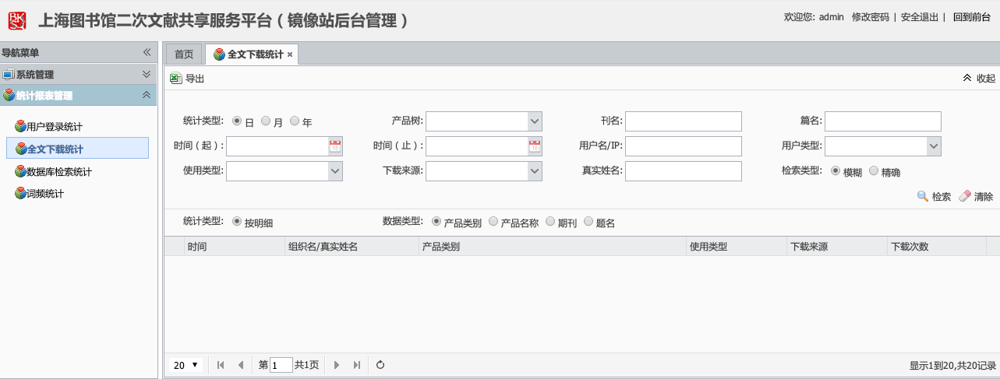 上海图书馆二次文献共享服务平台（镜像站后台管理）
欢迎您: admin 修改密码 | 安全退出 | 回到前台
导航菜单
首页 全文下载统计
系统管理
导出 收起
统计报表管理
统计类型: 日 月 年 产品树: 刊名: 篇名:
用户登录统计
时间（起）: 时间（止）: 用户名/IP: 用户类型:
全文下载统计
使用类型: 下载来源: 真实姓名: 检索类型: 模糊 精确
数据库检索统计
词频统计
检索 清除
统计类型: 按明细 数据类型: 产品类别 产品名称 期刊 题名
时间 组织名/真实姓名 产品类别 使用类型 下载来源 下载次数
20 第 1 共1页 显示1到20,共20记录